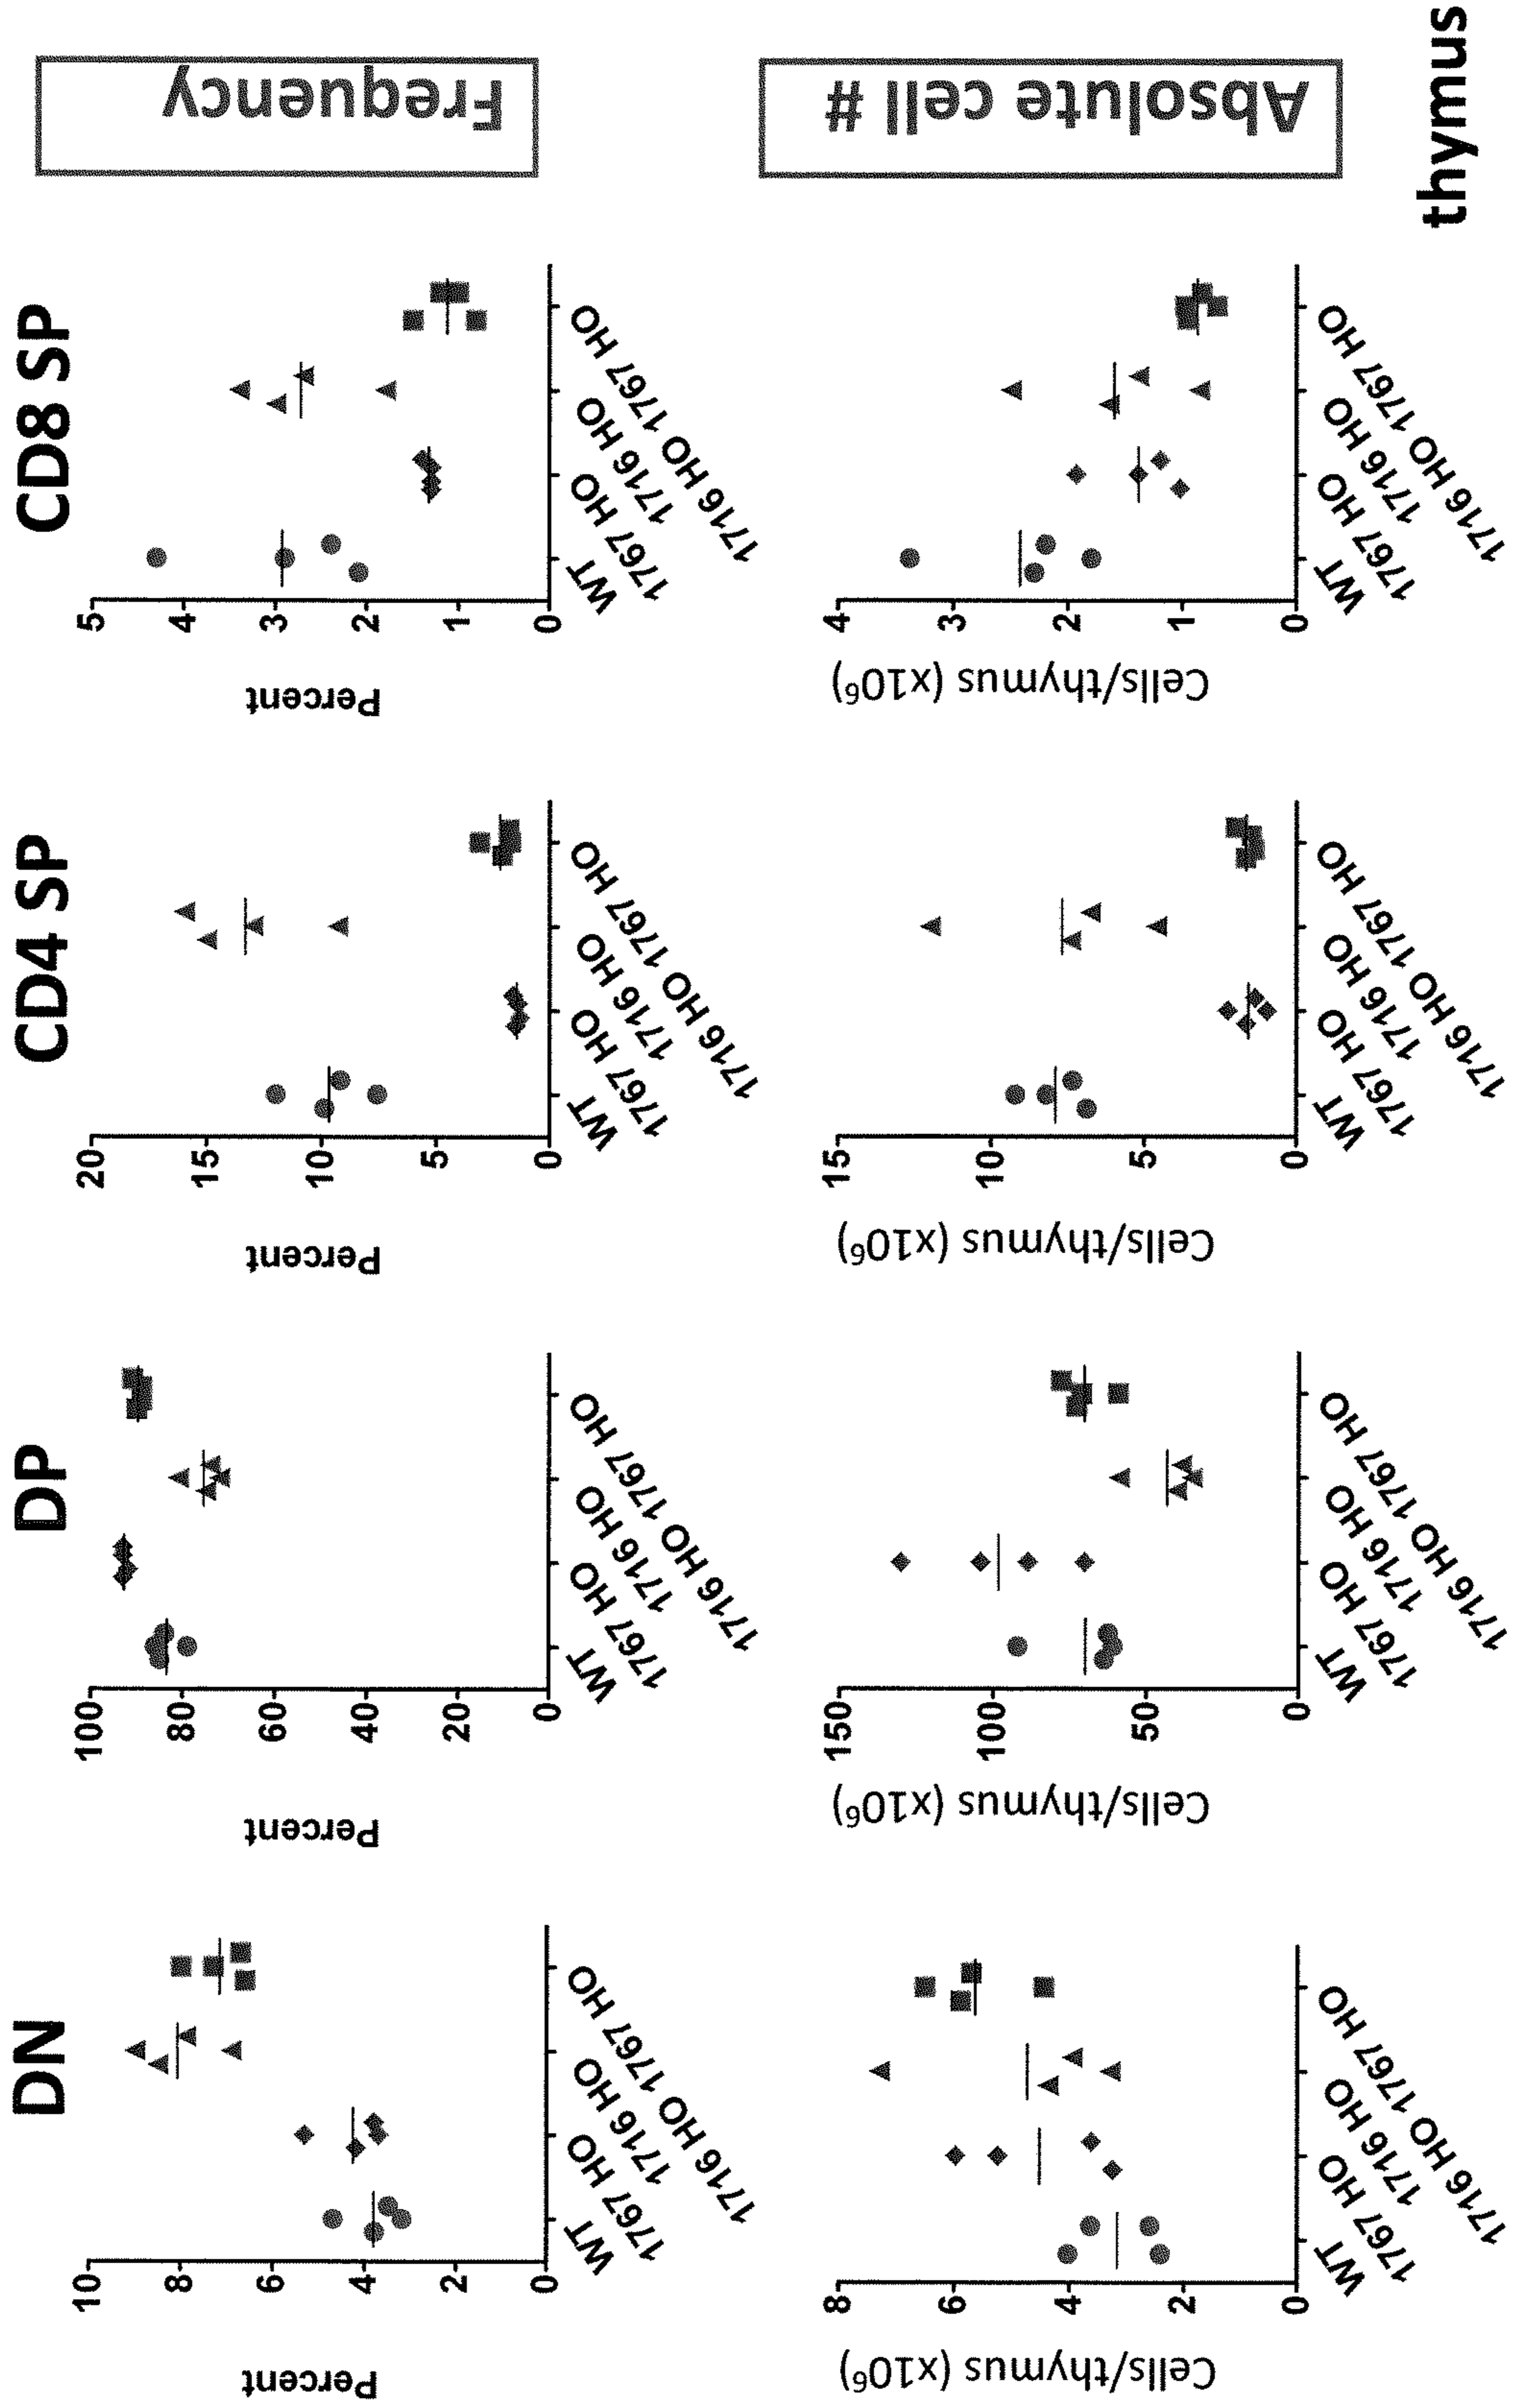 DN
DP
CD4 SP
CD8 SP
Percent
10
8
6
4
2
0
WT
1767 HO
1716 HO
1716 HO 1767 HO
Percent
100
80
60
40
20
0
WT
1767 HO
1716 HO
1716 HO 1767 HO
Percent
20
15
10
5
0
WT
1767 HO
1716 HO
1716 HO 1767 HO
Percent
5
4
3
2
1
0
WT
1767 HO
1716 HO
1716 HO 1767 HO
Frequency
Cells/thymus (x10⁶)
8
6
4
2
0
WT
1767 HO
1716 HO
1716 HO 1767 HO
Cells/thymus (x10⁶)
150
100
50
0
WT
1767 HO
1716 HO
1716 HO 1767 HO
Cells/thymus (x10⁶)
15
10
5
0
WT
1767 HO
1716 HO
1716 HO 1767 HO
Cells/thymus (x10⁶)
4
3
2
1
0
WT
1767 HO
1716 HO
1716 HO 1767 HO
Absolute cell #
thymus